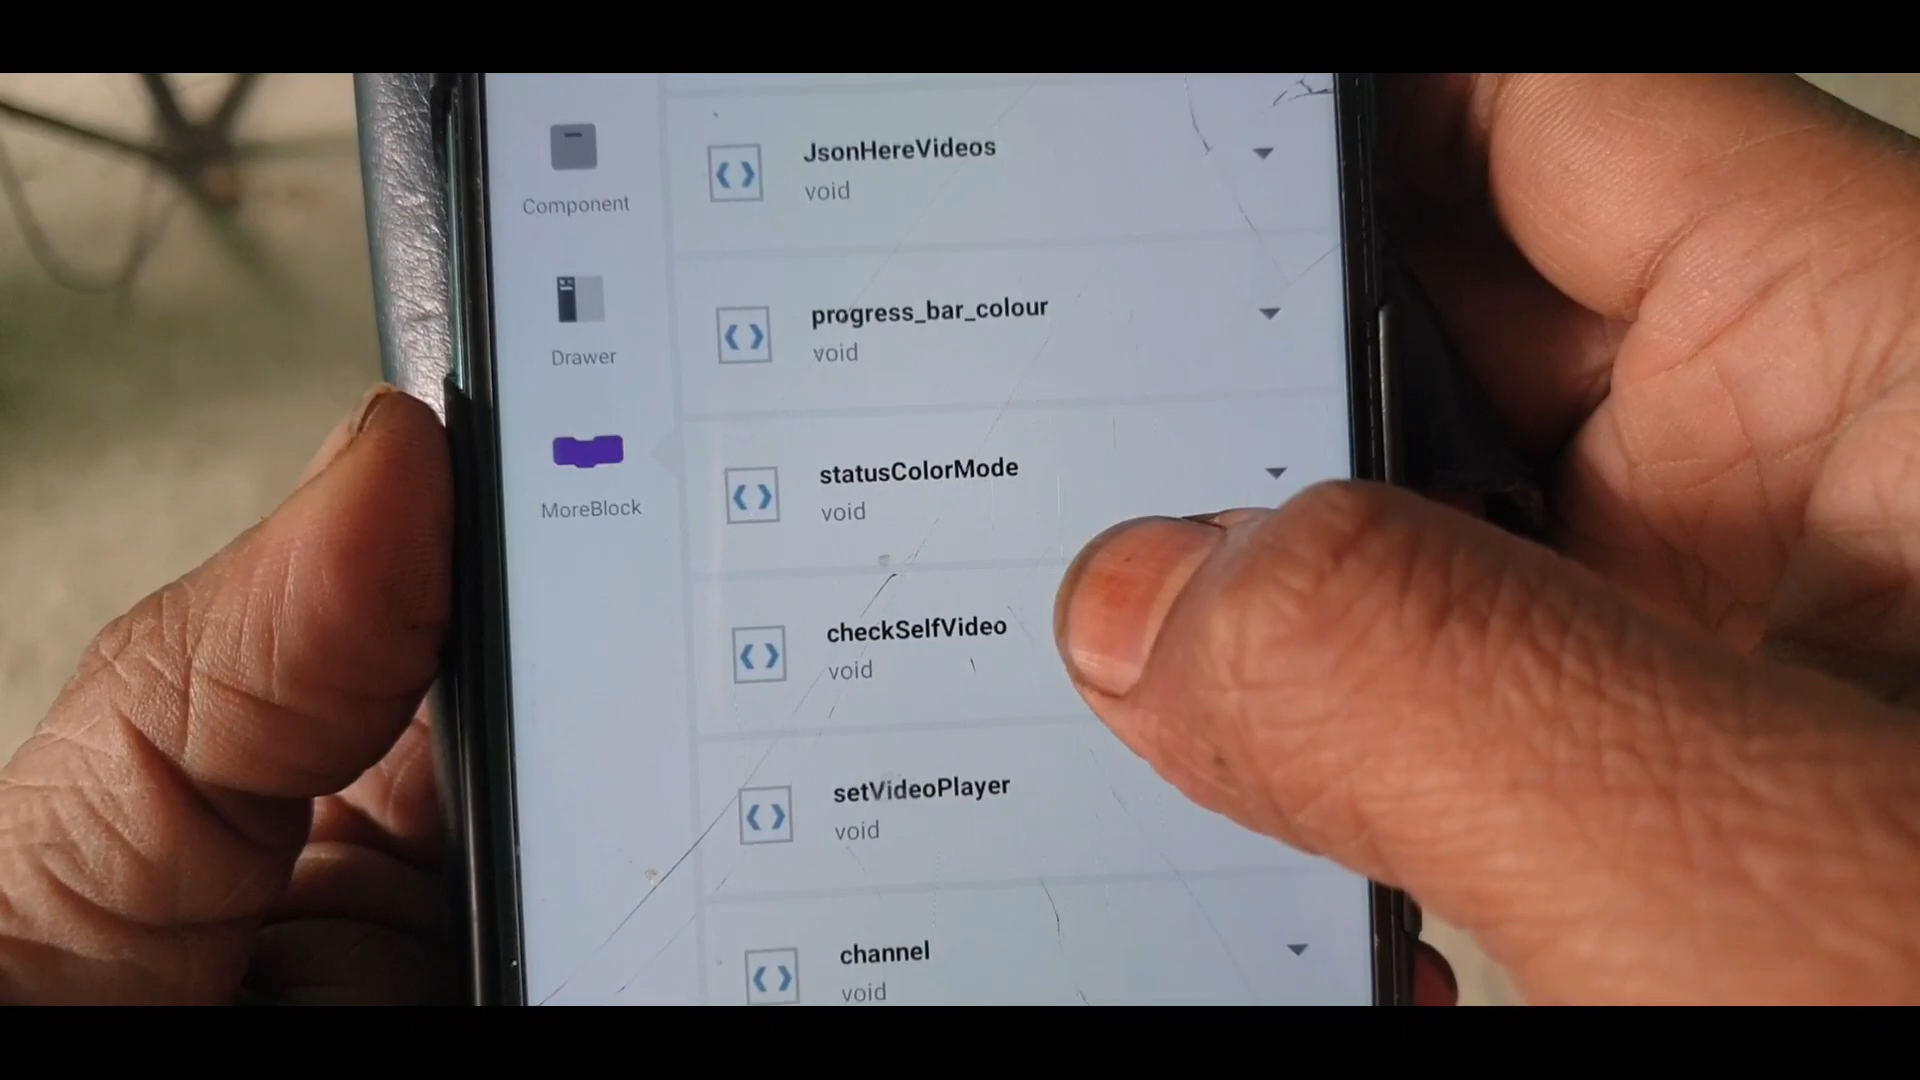 Component
Drawer
MoreBlock
JsonHereVideos
void
progress_bar_colour
void
statusColorMode
void
checkSelfVideo
void
setVideoPlayer
void
channel
void